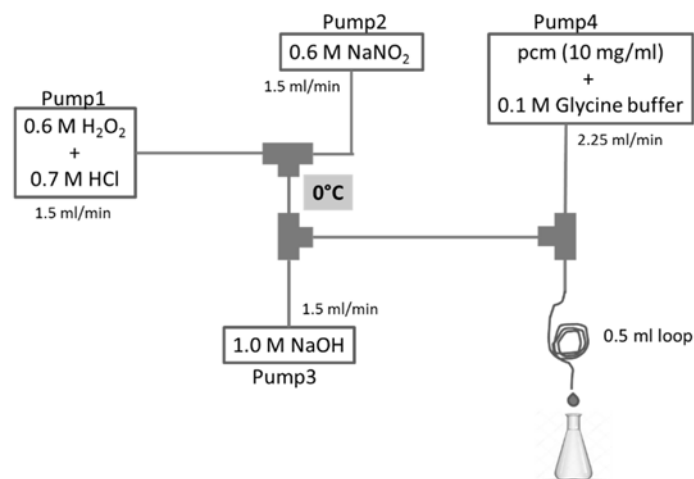 Pump2
0.6 M NaNO₂
1.5 ml/min
Pump4
pcm (10 mg/ml)
+
0.1 M Glycine buffer
2.25 ml/min
Pump1
0.6 M H₂O₂
+
0.7 M HCl
1.5 ml/min
0°C
1.5 ml/min
1.0 M NaOH
Pump3
0.5 ml loop